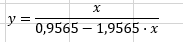 y = x / (0,9565 − 1,9565 · x)